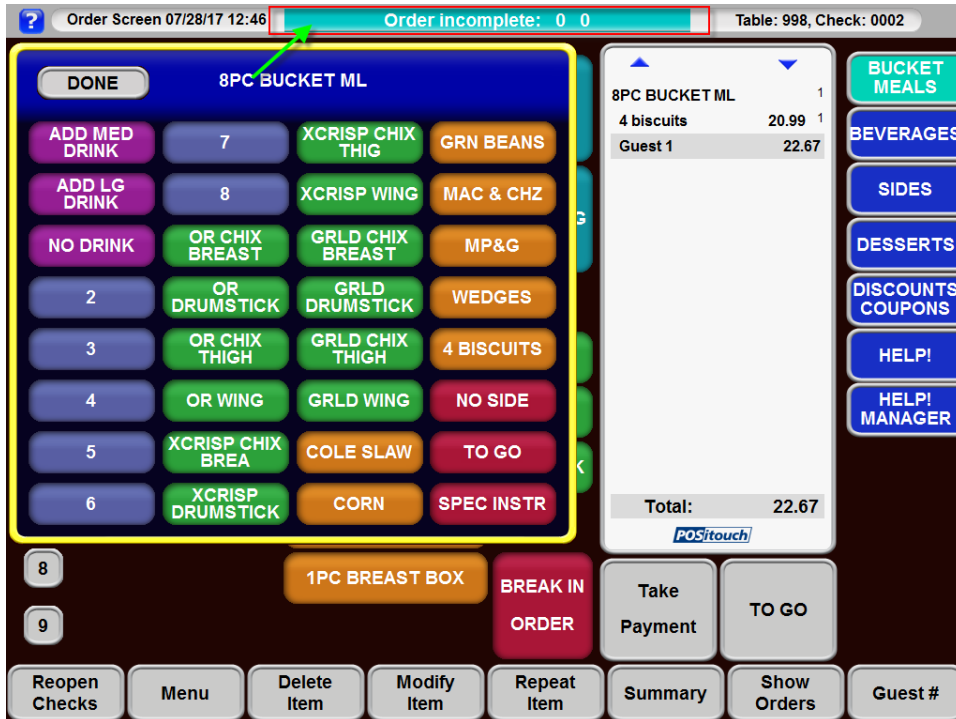 ? Order Screen 07/28/17 12:46 Order incomplete: 0 0 Table: 998, Check: 0002
DONE 8PC BUCKET ML
ADD MED
DRINK
7
XCRISP CHIX
THIG
GRN BEANS
ADD LG
DRINK
8
XCRISP WING
MAC & CHZ
NO DRINK
OR CHIX
BREAST
GRLD CHIX
BREAST
MP&G
2
OR
DRUMSTICK
GRLD
DRUMSTICK
WEDGES
3
OR CHIX
THIGH
GRLD CHIX
THIGH
4 BISCUITS
4
OR WING
GRLD WING
NO SIDE
5
XCRISP CHIX
BREA
COLE SLAW
TO GO
6
XCRISP
DRUMSTICK
CORN
SPEC INSTR
G
K
8
9
1PC BREAST BOX
BREAK IN
ORDER
8PC BUCKET ML 1
4 biscuits 20.99 1
Guest 1 22.67
Total: 22.67
POSitouch
Take
Payment
TO GO
BUCKET
MEALS
BEVERAGES
SIDES
DESSERTS
DISCOUNTS
COUPONS
HELP!
HELP!
MANAGER
Reopen
Checks
Menu
Delete
Item
Modify
Item
Repeat
Item
Summary
Show
Orders
Guest #